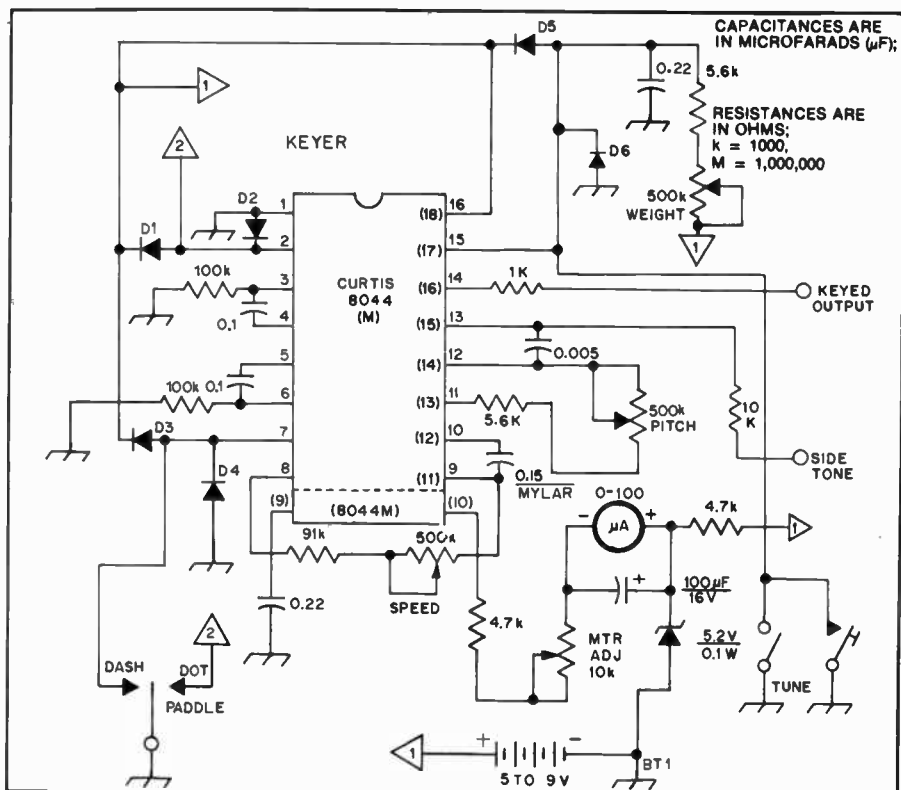 CAPACITANCES ARE
IN MICROFARADS (µF);
D5
0.22
5.6k
1
RESISTANCES ARE
IN OHMS;
k = 1000,
M = 1,000,000
2
KEYER
D6
500k
WEIGHT
1
D2
D1
1
2
3
4
5
6
7
8
(9)
16
15
14
13
12
11
10
9
(18)
(17)
(16)
(15)
(14)
(13)
(12)
(11)
(10)
CURTIS
8044
(M)
(8044M)
100k
0.1
100k
0.1
1K
KEYED
OUTPUT
0.005
5.6K
500k
PITCH
10
K
SIDE
TONE
D3
D4
0.15
MYLAR
0-100
- µA +
4.7k
1
91k
500k
SPEED
0.22
4.7k
+
100µF
16V
MTR
ADJ
10k
5.2V
0.1W
TUNE
2
DASH
DOT
PADDLE
1
+ -
5 TO 9V
BT1